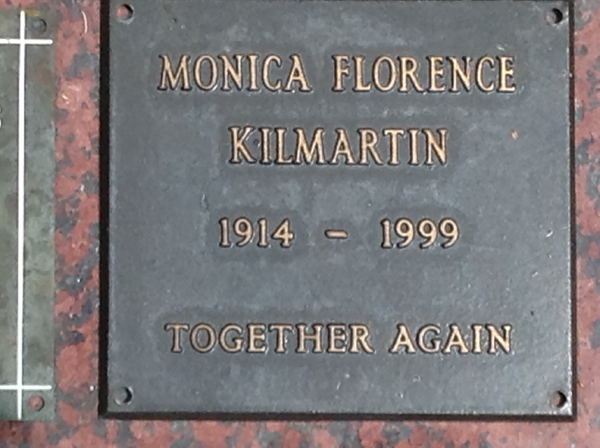 MONICA FLORENCE
KILMARTIN
1914 - 1999
TOGETHER AGAIN